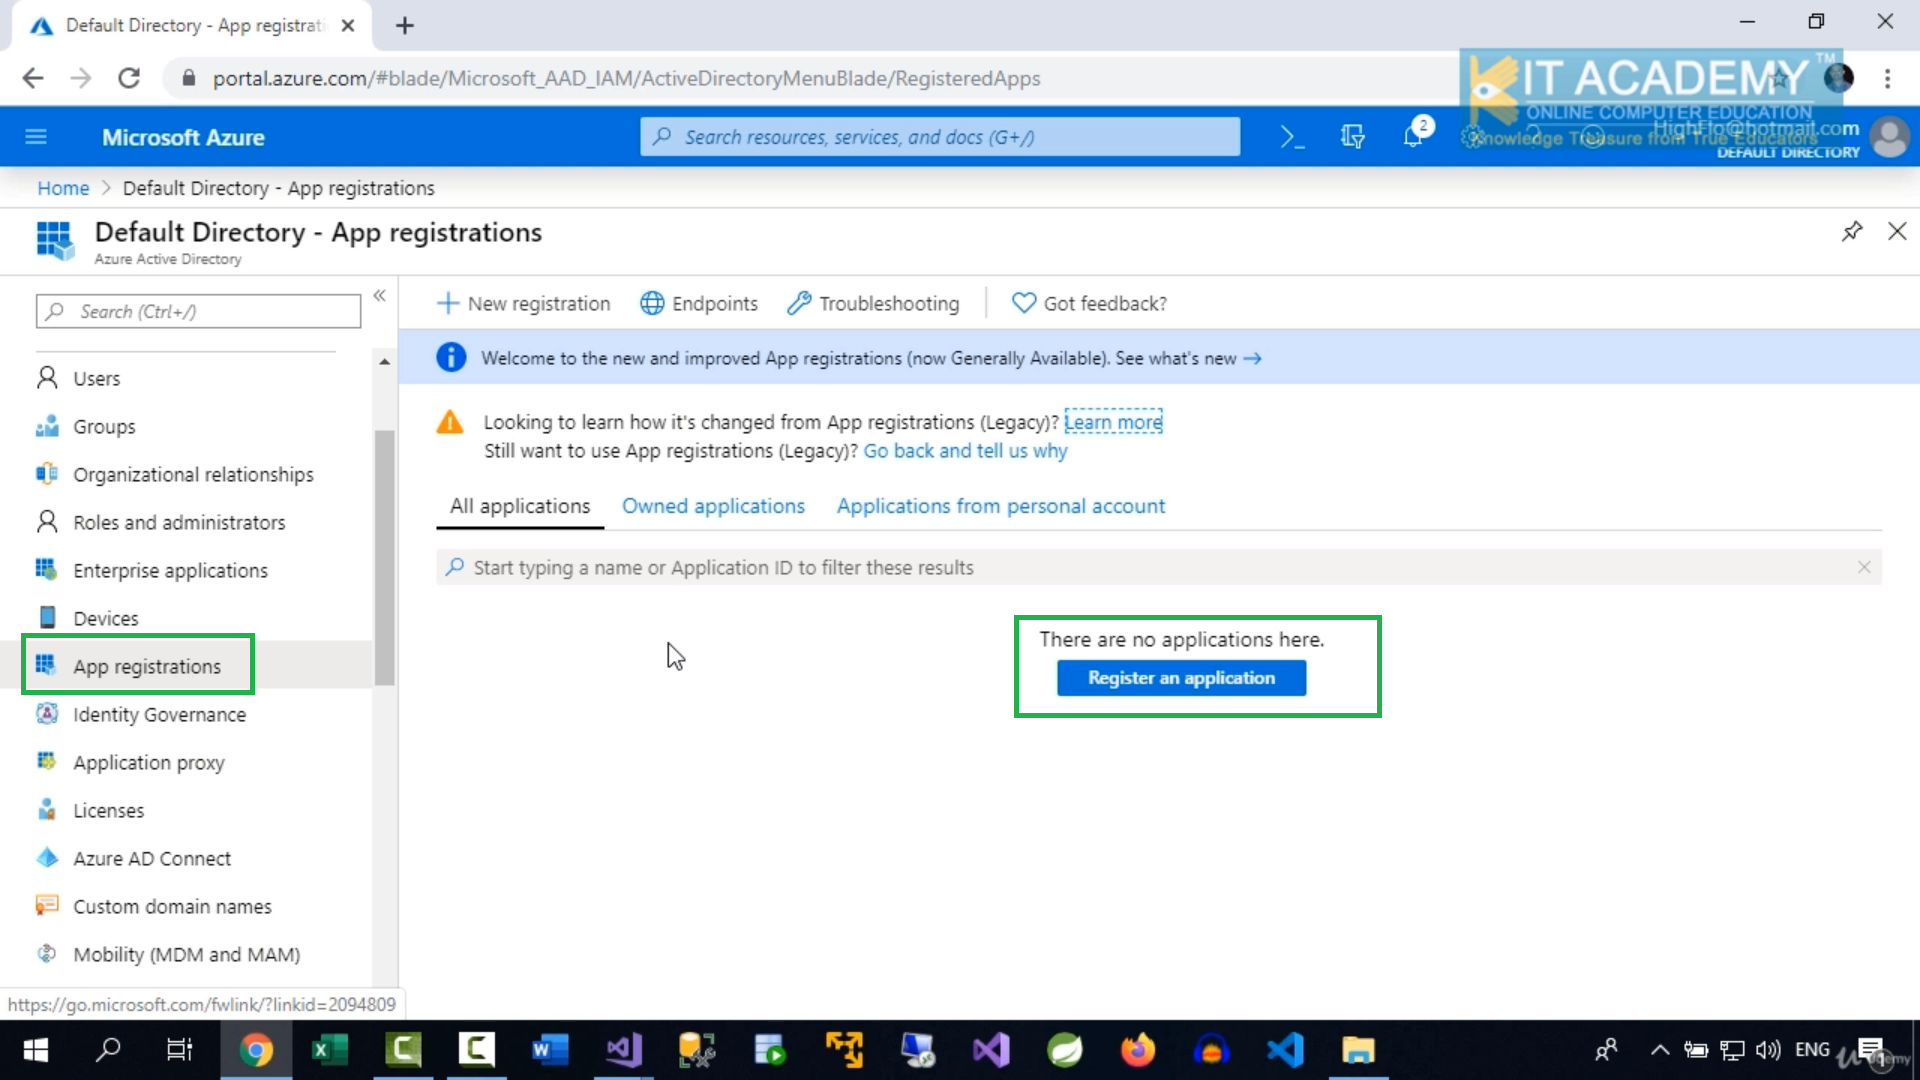 Default Directory - App registrati
portal.azure.com/#blade/Microsoft_AAD_IAM/ActiveDirectoryMenuBlade/RegisteredApps
KIT ACADEMY™
ONLINE COMPUTER EDUCATION
Knowledge Treasure from True Educators
Microsoft Azure
Search resources, services, and docs (G+/)
2
HighFlo@hotmail.com
DEFAULT DIRECTORY
Home > Default Directory - App registrations
Default Directory - App registrations
Azure Active Directory
Search (Ctrl+/)
«
New registration
Endpoints
Troubleshooting
Got feedback?
Welcome to the new and improved App registrations (now Generally Available). See what's new →
Looking to learn how it's changed from App registrations (Legacy)? Learn more
Still want to use App registrations (Legacy)? Go back and tell us why
All applications
Owned applications
Applications from personal account
Start typing a name or Application ID to filter these results
There are no applications here.
Register an application
Users
Groups
Organizational relationships
Roles and administrators
Enterprise applications
Devices
App registrations
Identity Governance
Application proxy
Licenses
Azure AD Connect
Custom domain names
Mobility (MDM and MAM)
https://go.microsoft.com/fwlink/?linkid=2094809
ENG
udemy